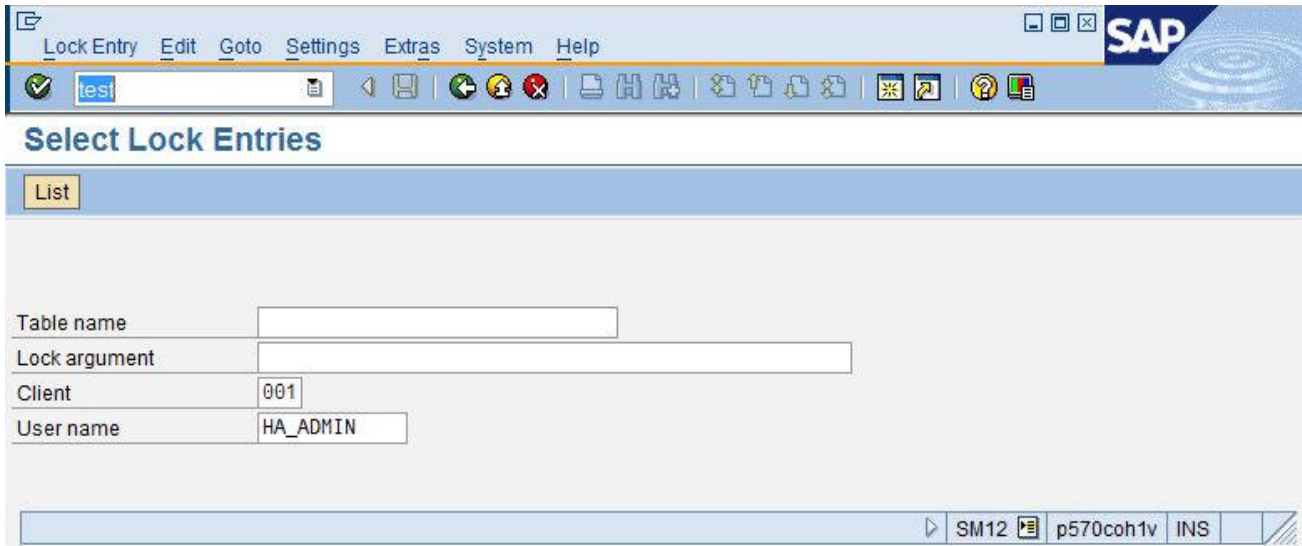 Lock Entry Edit Goto Settings Extras System Help
SAP
test
Select Lock Entries
List
Table name
Lock argument
Client 001
User name HA_ADMIN
SM12 p570coh1v INS